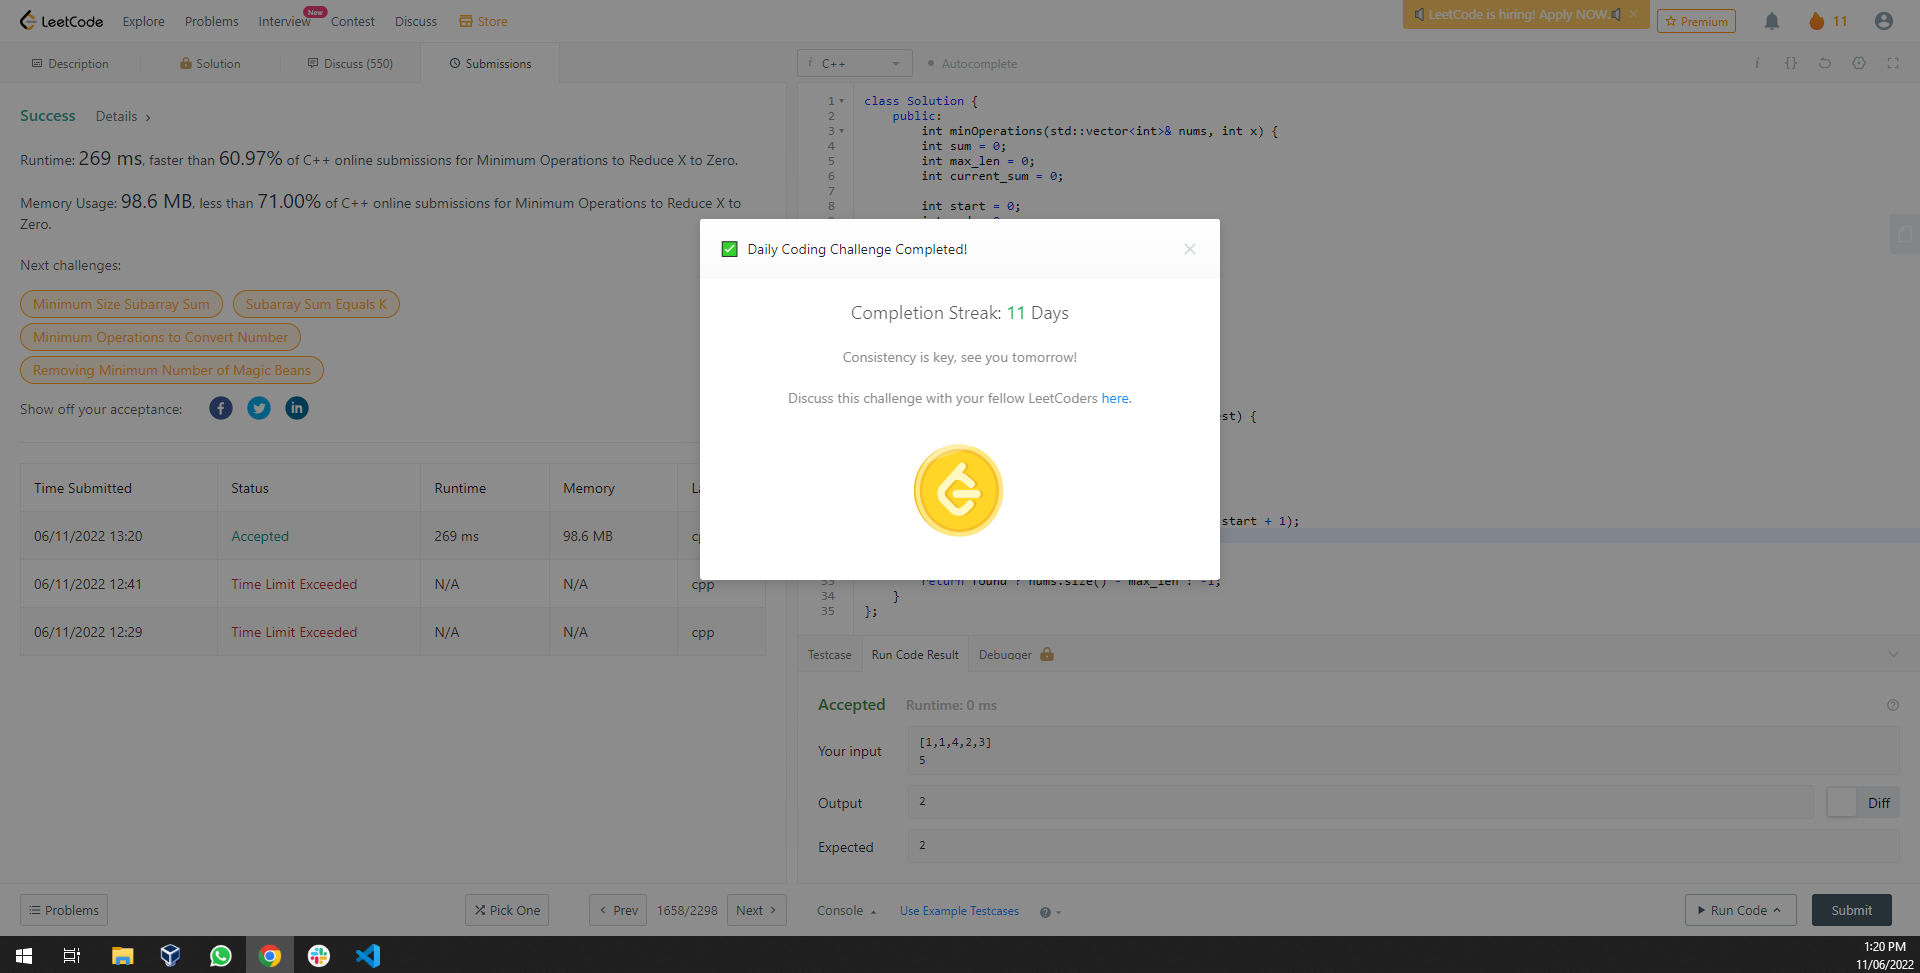 LeetCode
Explore
Problems
Interview
New
Contest
Discuss
Store
LeetCode is hiring! Apply NOW.
Premium
11
Description
Solution
Discuss (550)
Submissions
i C++
Autocomplete
Success
Details
Runtime: 269 ms, faster than 60.97% of C++ online submissions for Minimum Operations to Reduce X to Zero.
Memory Usage: 98.6 MB, less than 71.00% of C++ online submissions for Minimum Operations to Reduce X to
Zero.
Next challenges:
Minimum Size Subarray Sum
Subarray Sum Equals K
Minimum Operations to Convert Number
Removing Minimum Number of Magic Beans
Show off your acceptance:
Time Submitted Status Runtime Memory
06/11/2022 13:20 Accepted 269 ms 98.6 MB
06/11/2022 12:41 Time Limit Exceeded N/A N/A cpp
06/11/2022 12:29 Time Limit Exceeded N/A N/A cpp
1 class Solution {
2 public:
3 int minOperations(std::vector<int>& nums, int x) {
4 int sum = 0;
5 int max_len = 0;
6 int current_sum = 0;
7
8 int start = 0;
Daily Coding Challenge Completed!
Completion Streak: 11 Days
Consistency is key, see you tomorrow!
Discuss this challenge with your fellow LeetCoders here.
est) {
start + 1);
33 return found ? nums.size() - max_len : -1;
34 }
35 };
Testcase
Run Code Result
Debugger
Accepted
Runtime: 0 ms
Your input
[1,1,4,2,3]
5
Output
2
Diff
Expected
2
Problems
Pick One
Prev
1658/2298
Next
Console
Use Example Testcases
Run Code
Submit
1:20 PM
11/06/2022